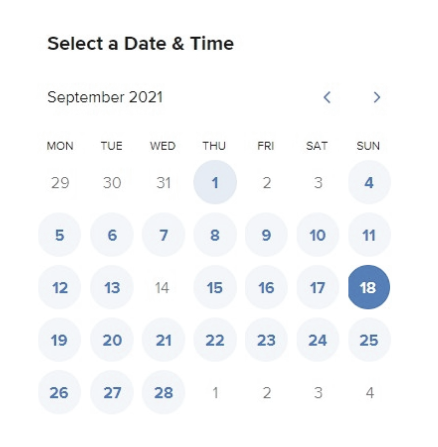 Select a Date & Time
September 2021
MON TUE WED THU FRI SAT SUN
29 30 31 1 2 3 4
5 6 7 8 9 10 11
12 13 14 15 16 17 18
19 20 21 22 23 24 25
26 27 28 1 2 3 4